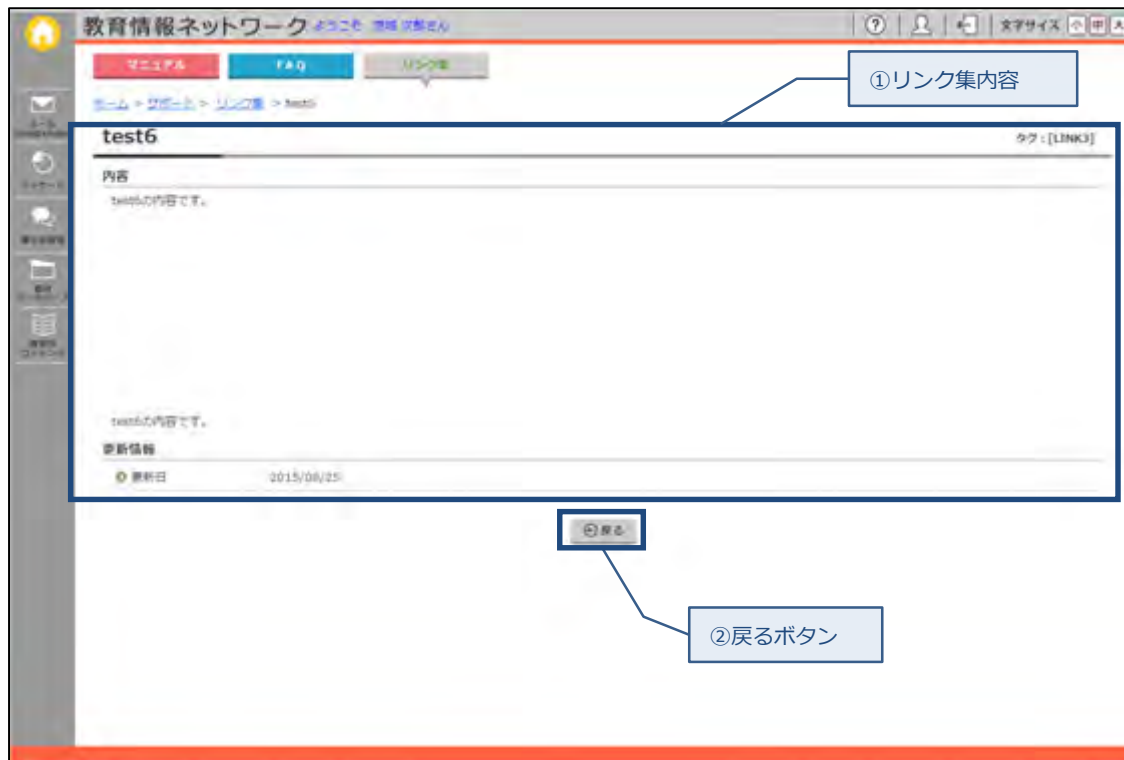 教育情報ネットワーク ようこそ
文字サイズ 小 中 大
マニュアル FAQ リンク集
①リンク集内容
ホーム > サポート > リンク集 > test6
test6 タグ:[LINK3]
内容
test6の内容です。
test6の内容です。
更新情報
更新日 2015/08/25
戻る
②戻るボタン